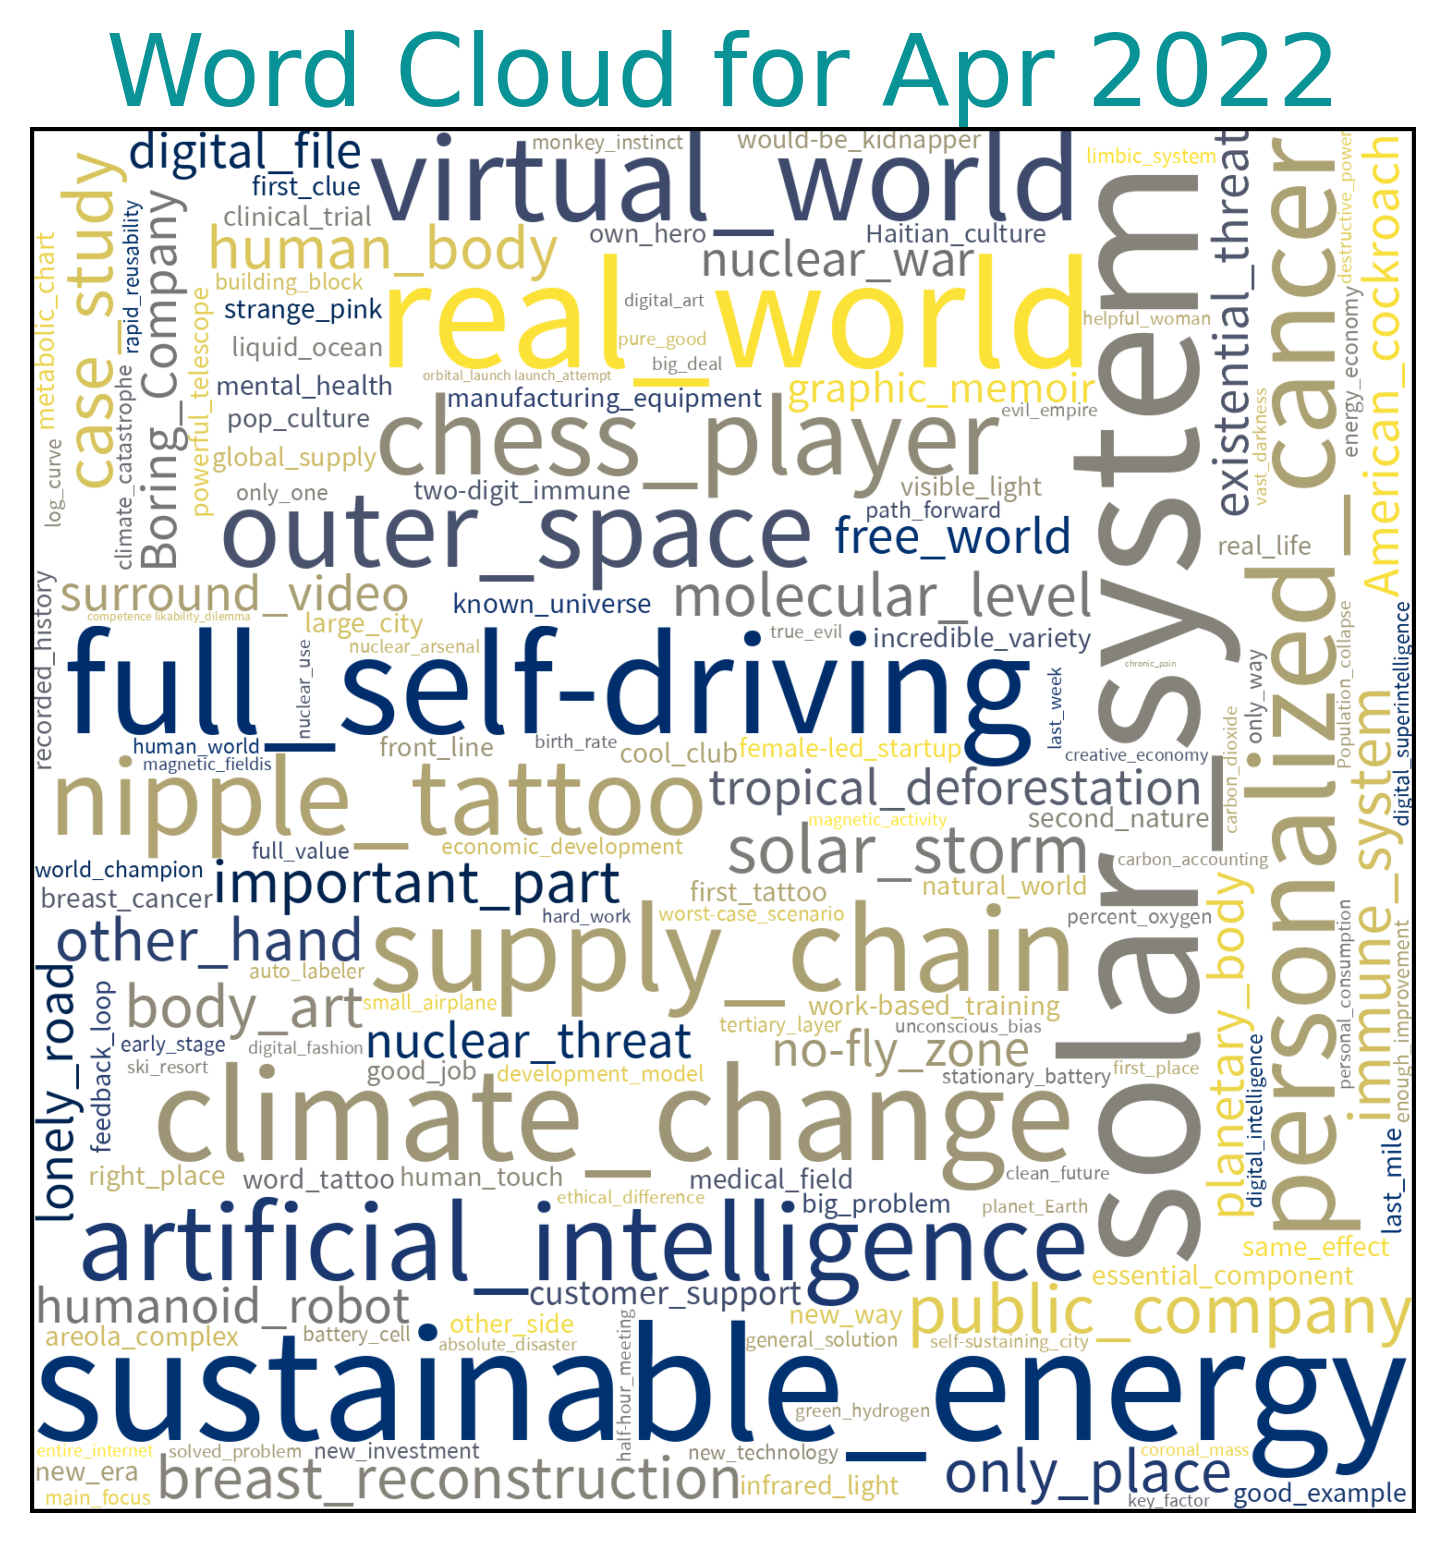 Word Cloud for Apr 2022
digital_file
monkey_instinct
would-be_kidnapper
limbic_system
virtual_world
first_clue
clinical_trial
own_hero
Haitian_culture
human_body
nuclear_war
building_block
real_world
digital_art
strange_pink
helpful_woman
pure_good
liquid_ocean
big_deal
orbital_launch launch_attempt
mental_health
manufacturing_equipment
graphic_memoir
pop_culture
evil_empire
chess_player
global_supply
only_one
two-digit_immune
visible_light
path_forward
outer_space
free_world
real_life
surround_video
known_universe
molecular_level
competence likability_dilemma
large_city
true_evil
incredible_variety
nuclear_arsenal
chronic_pain
full_self-driving
human_world
front_line
birth_rate
cool_club
female-led_startup
creative_economy
magnetic_fieldis
nipple_tattoo
tropical_deforestation
magnetic_activity
second_nature
full_value
economic_development
solar_storm
carbon_accounting
world_champion
important_part
first_tattoo
natural_world
breast_cancer
hard_work
worst-case_scenario
percent_oxygen
other_hand
supply_chain
auto_labeler
body_art
small_airplane
work-based_training
tertiary_layer
unconscious_bias
early_stage
digital_fashion
nuclear_threat
no-fly_zone
ski_resort
good_job
development_model
stationary_battery
first_place
climate_change
right_place
word_tattoo
human_touch
medical_field
clean_future
ethical_difference
big_problem
planet_Earth
artificial_intelligence
same_effect
customer_support
essential_component
humanoid_robot
new_way
public_company
areola_complex
battery_cell
other_side
absolute_disaster
general_solution
self-sustaining_city
sustainable_energy
green_hydrogen
entire_internet
solved_problem
new_investment
new_technology
coronal_mass
new_era
breast_reconstruction
infrared_light
only_place
main_focus
key_factor
good_example
metabolic_chart
case_study
rapid_reusability
Boring_Company
powerful_telescope
log_curve
climate_catastrophe
recorded_history
nuclear_use
last_week
lonely_road
feedback_loop
half-hour_meeting
solar_system
existential_threat
personalized_cancer
destructive_power
energy_economy
American_cockroach
vast_darkness
only_way
carbon_dioxide
Population_collapse
digital_superintelligence
immune_system
planetary_body
digital_intelligence
personal_consumption
enough_improvement
last_mile